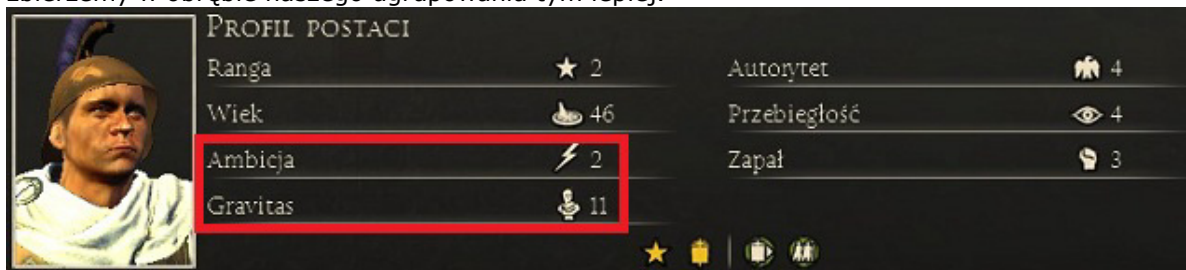 PROFIL POSTACI
Ranga 2 Autorytet 4
Wiek 46 Przebiegłość 4
Ambicja 2 Zapał 3
Gravitas 11